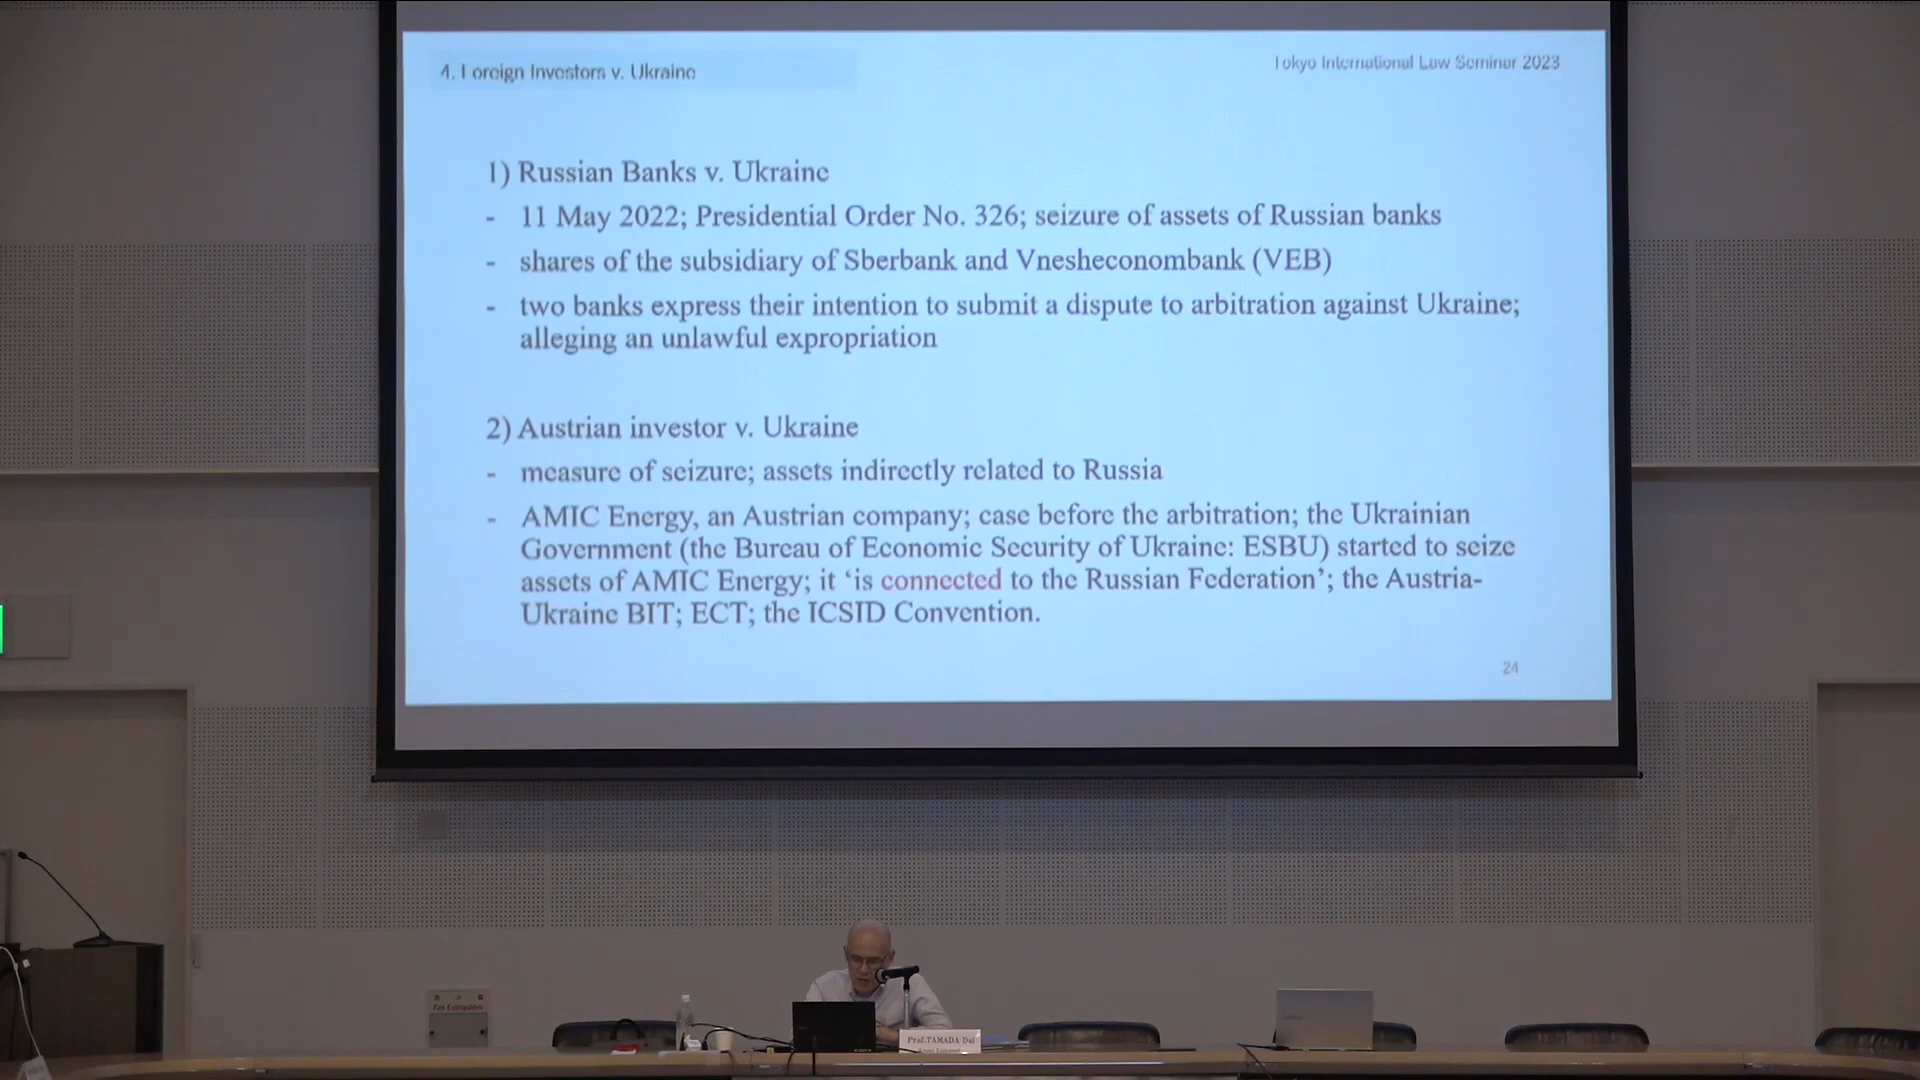 4. Foreign Investors v. Ukraine
Tokyo International Law Seminar 2023
1) Russian Banks v. Ukraine
- 11 May 2022; Presidential Order No. 326; seizure of assets of Russian banks
- shares of the subsidiary of Sberbank and Vnesheconombank (VEB)
- two banks express their intention to submit a dispute to arbitration against Ukraine;
alleging an unlawful expropriation
2) Austrian investor v. Ukraine
- measure of seizure; assets indirectly related to Russia
- AMIC Energy, an Austrian company; case before the arbitration; the Ukrainian
Government (the Bureau of Economic Security of Ukraine: ESBU) started to seize
assets of AMIC Energy; it ‘is connected to the Russian Federation’; the Austria-
Ukraine BIT; ECT; the ICSID Convention.
24
Fire Extinguisher
Prof.TAMADA Dai